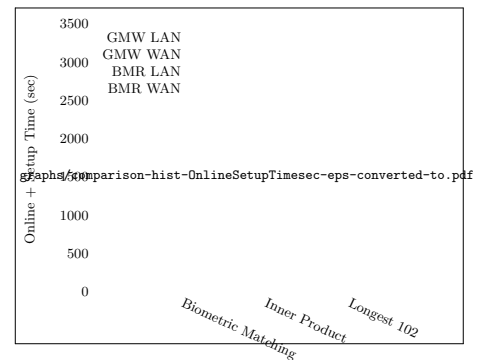 3500
GMW LAN
3000
GMW WAN
BMR LAN
2500
BMR WAN
2000
Online + Setup Time (sec)
1500
graphs/comparison-hist-OnlineSetupTimesec-eps-converted-to.pdf
1000
500
0
Biometric Matching
Inner Product
Longest 102